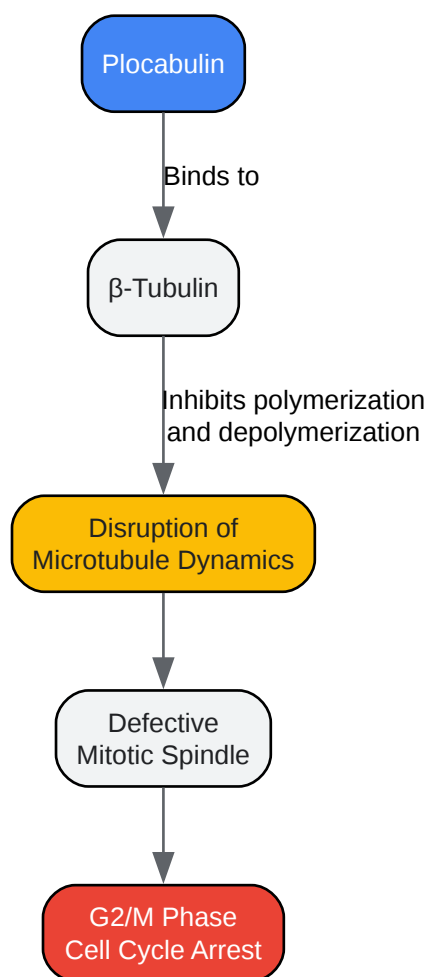 Plocabulin
Binds to
β-Tubulin
Inhibits polymerization
and depolymerization
Disruption of
Microtubule Dynamics
Defective
Mitotic Spindle
G2/M Phase
Cell Cycle Arrest